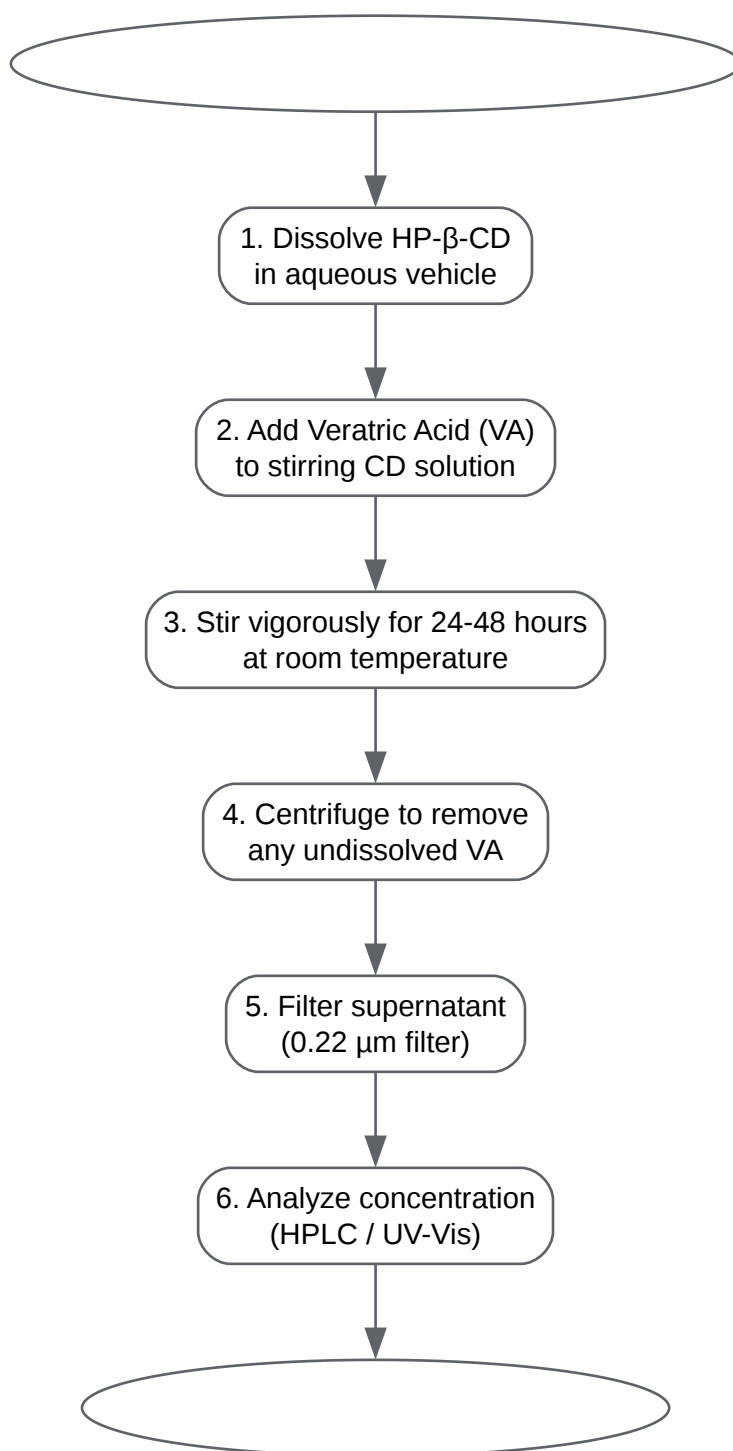 1. Dissolve HP-β-CD
in aqueous vehicle
2. Add Veratric Acid (VA)
to stirring CD solution
3. Stir vigorously for 24-48 hours
at room temperature
4. Centrifuge to remove
any undissolved VA
5. Filter supernatant
(0.22 µm filter)
6. Analyze concentration
(HPLC / UV-Vis)